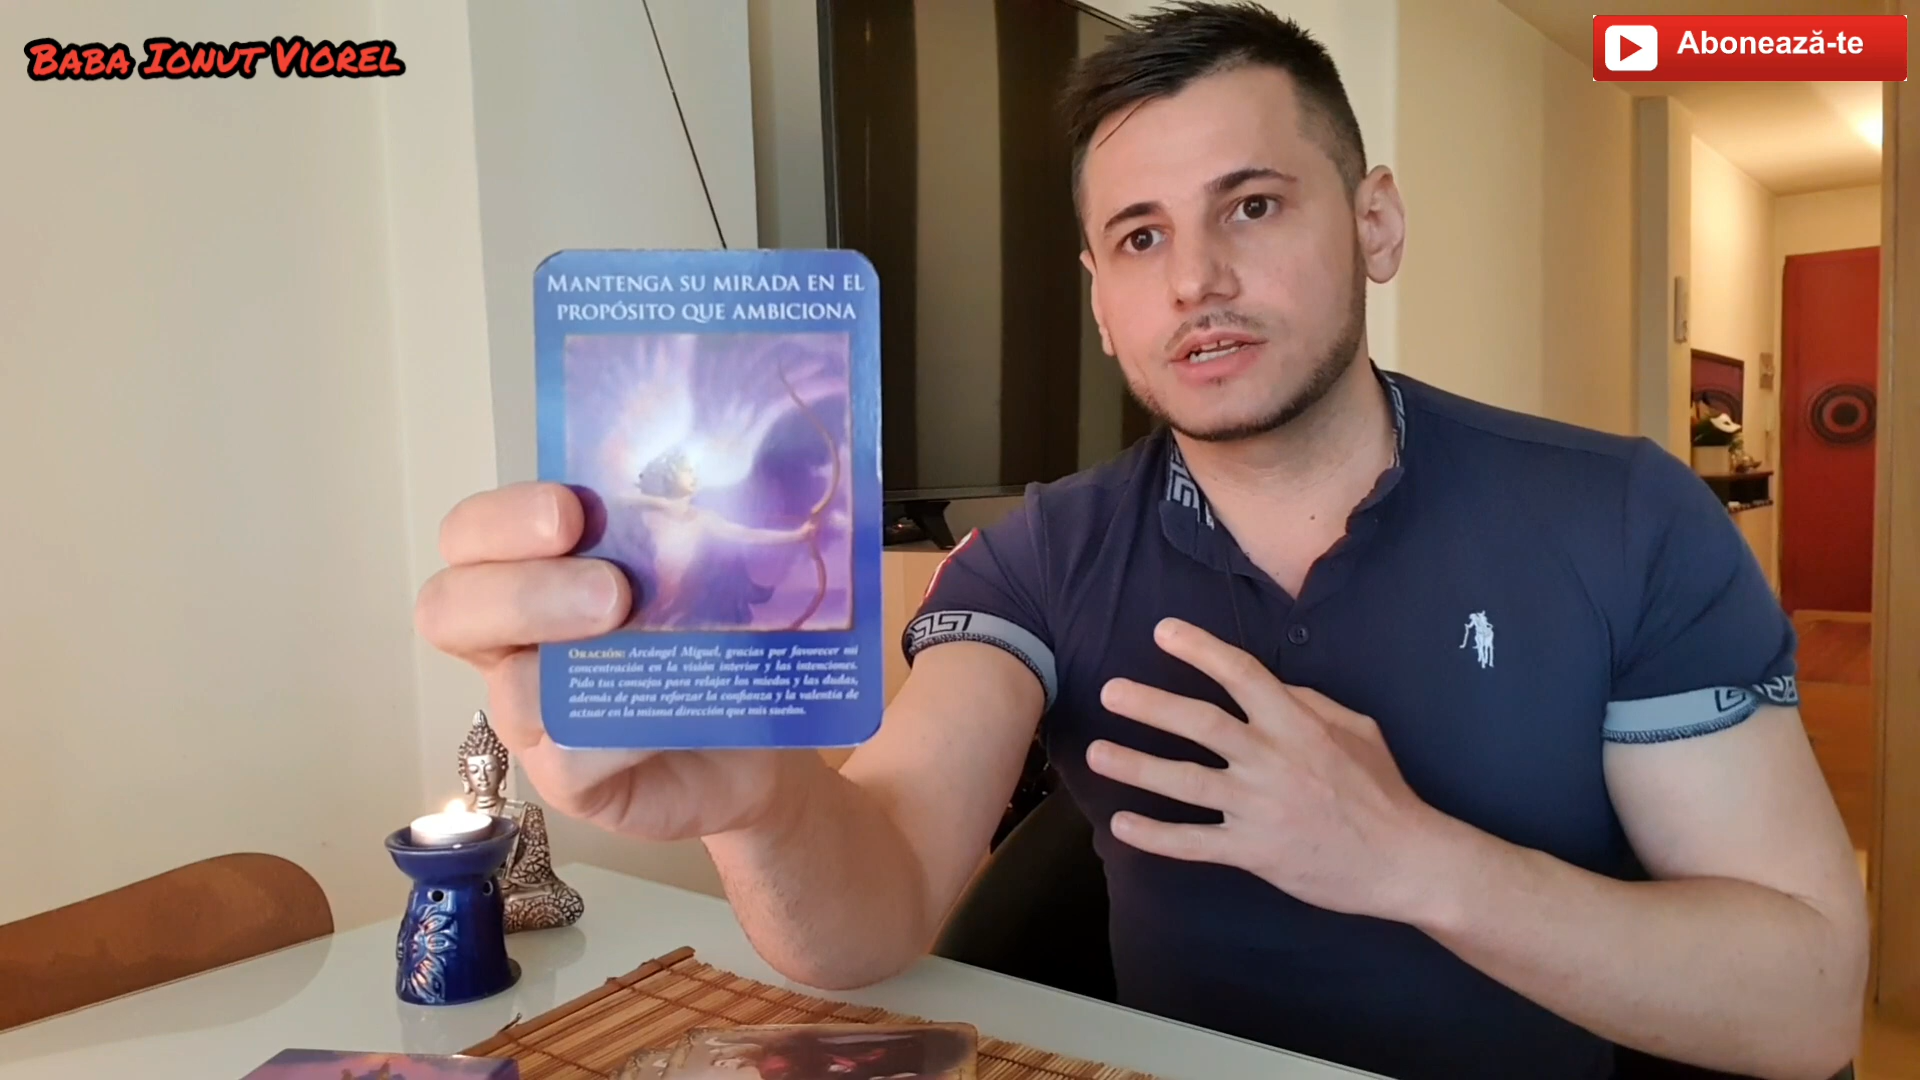 BABA IONUT VIOREL
Abonează-te
MANTENGA SU MIRADA EN EL
PROPÓSITO QUE AMBICIONA
ORACIÓN: Arcángel Miguel, gracias por favorecer mi
concentración en la visión interior y las intenciones.
Pido tus consejos para relajar los miedos y las dudas,
además de para reforzar la confianza y la valentía de
actuar en la misma dirección que mis sueños.